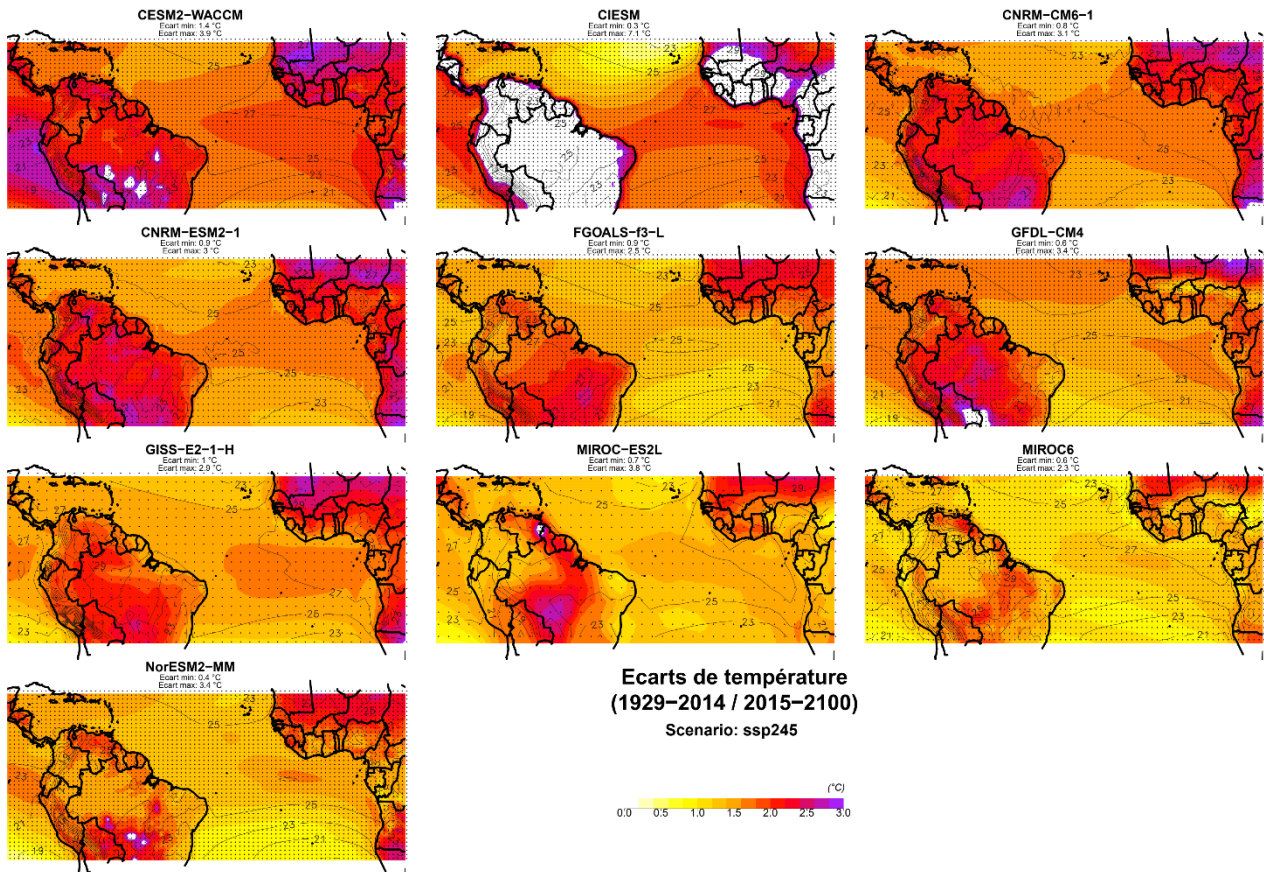 CESM2−WACCM
Ecart min: 1.4 °C
Ecart max: 3.9 °C
CIESM
Ecart min: 0.3 °C
Ecart max: 7.1 °C
CNRM−CM6−1
Ecart min: 0.8 °C
Ecart max: 3.1 °C
CNRM−ESM2−1
Ecart min: 0.9 °C
Ecart max: 3 °C
FGOALS−f3−L
Ecart min: 0.9 °C
Ecart max: 2.5 °C
GFDL−CM4
Ecart min: 0.6 °C
Ecart max: 3.4 °C
GISS−E2−1−H
Ecart min: 1 °C
Ecart max: 2.9 °C
MIROC−ES2L
Ecart min: 0.7 °C
Ecart max: 3.8 °C
MIROC6
Ecart min: 0.6 °C
Ecart max: 2.3 °C
NorESM2−MM
Ecart min: 0.4 °C
Ecart max: 3.4 °C
Ecarts de température
(1929−2014 / 2015−2100)
Scenario: ssp245
(°C)
0.0 0.5 1.0 1.5 2.0 2.5 3.0